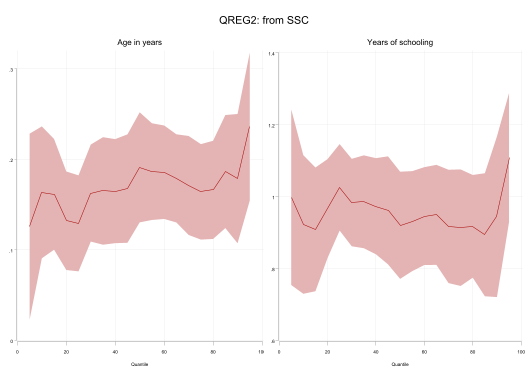 QREG2: from SSC
Age in years
Years of schooling
.3
.2
.1
0
0 20 40 60 80 100
Quantile
1.4
1.2
1
.8
.6
0 20 40 60 80 100
Quantile